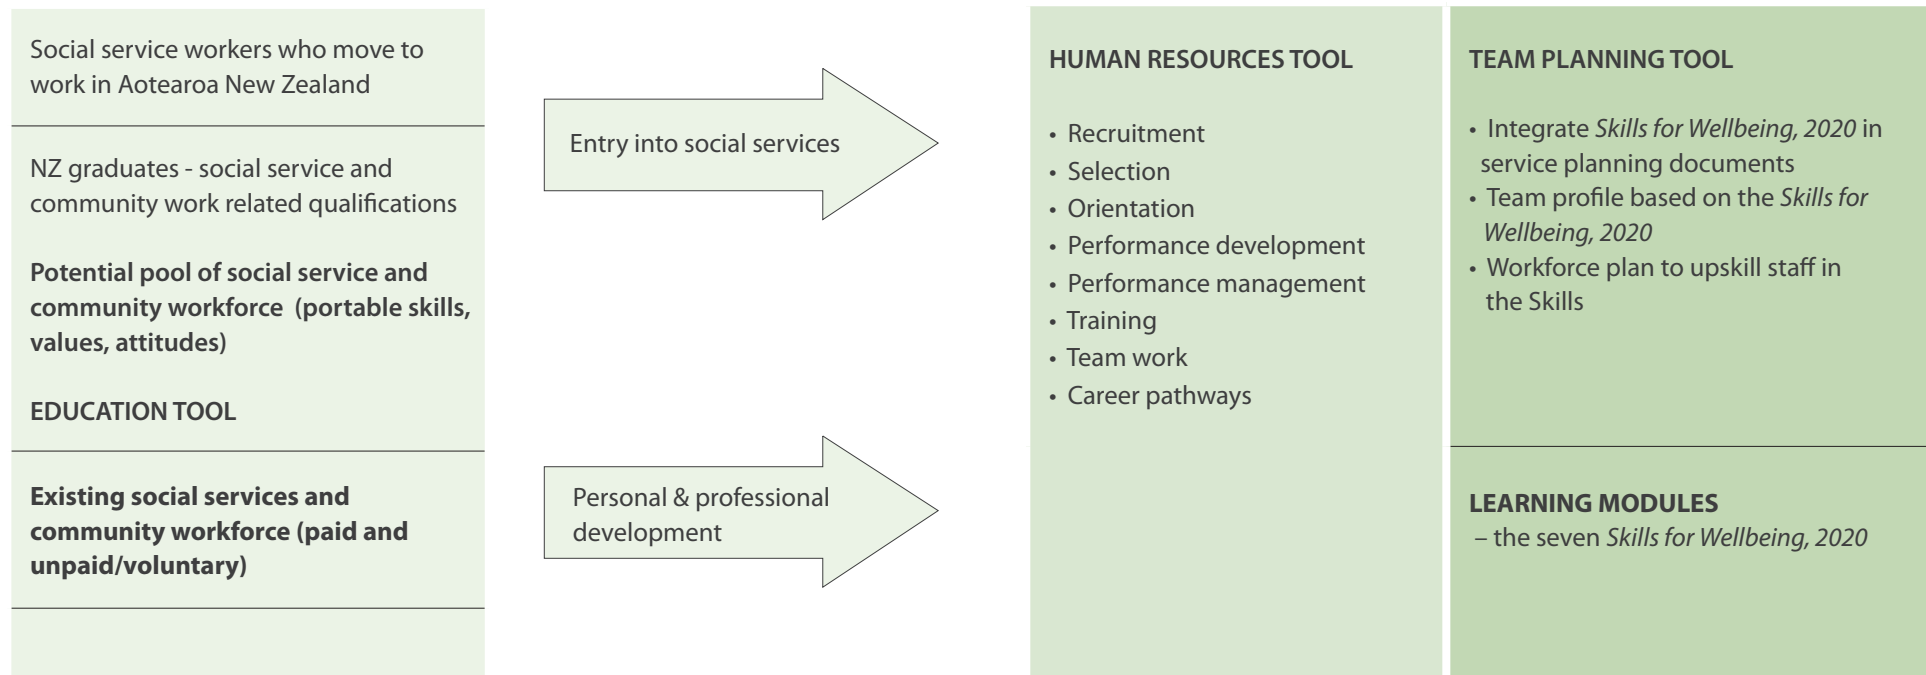 Social service workers who move to
work in Aotearoa New Zealand
NZ graduates - social service and
community work related qualifications
Potential pool of social service and
community workforce (portable skills,
values, attitudes)
EDUCATION TOOL
Existing social services and
community workforce (paid and
unpaid/voluntary)
Entry into social services
Personal & professional
development
HUMAN RESOURCES TOOL
• Recruitment
• Selection
• Orientation
• Performance development
• Performance management
• Training
• Team work
• Career pathways
TEAM PLANNING TOOL
• Integrate Skills for Wellbeing, 2020 in
service planning documents
• Team profile based on the Skills for
Wellbeing, 2020
• Workforce plan to upskill staff in
the Skills
LEARNING MODULES
– the seven Skills for Wellbeing, 2020